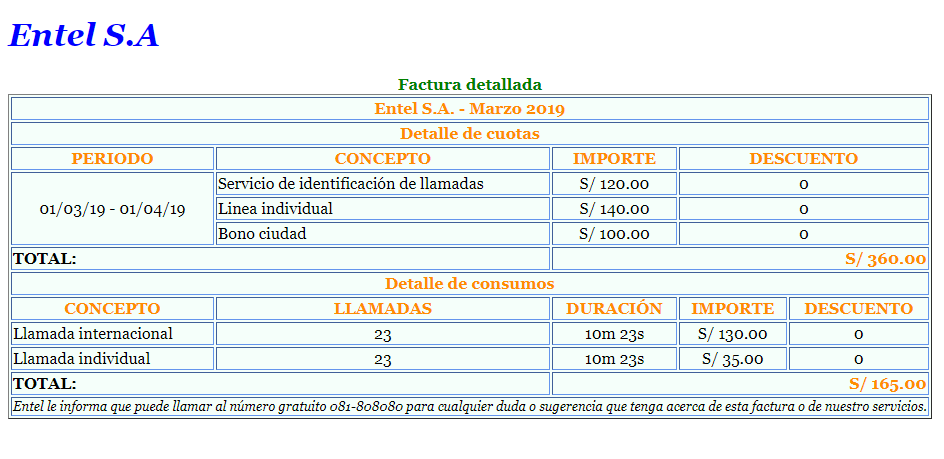 Entel S.A
Factura detallada
Entel S.A. - Marzo 2019
Detalle de cuotas
PERIODO CONCEPTO IMPORTE DESCUENTO
01/03/19 - 01/04/19
Servicio de identificación de llamadas S/ 120.00 0
Linea individual S/ 140.00 0
Bono ciudad S/ 100.00 0
TOTAL: S/ 360.00
Detalle de consumos
CONCEPTO LLAMADAS DURACIÓN IMPORTE DESCUENTO
Llamada internacional 23 10m 23s S/ 130.00 0
Llamada individual 23 10m 23s S/ 35.00 0
TOTAL: S/ 165.00
Entel le informa que puede llamar al número gratuito 081-808080 para cualquier duda o sugerencia que tenga acerca de esta factura o de nuestro servicios.